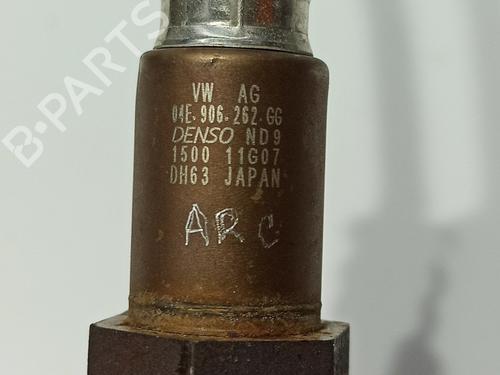 B-PARTS
VW AG
04E.906.262.GG
DENSO ND9
1500 11G07
DH63 JAPAN
ARC